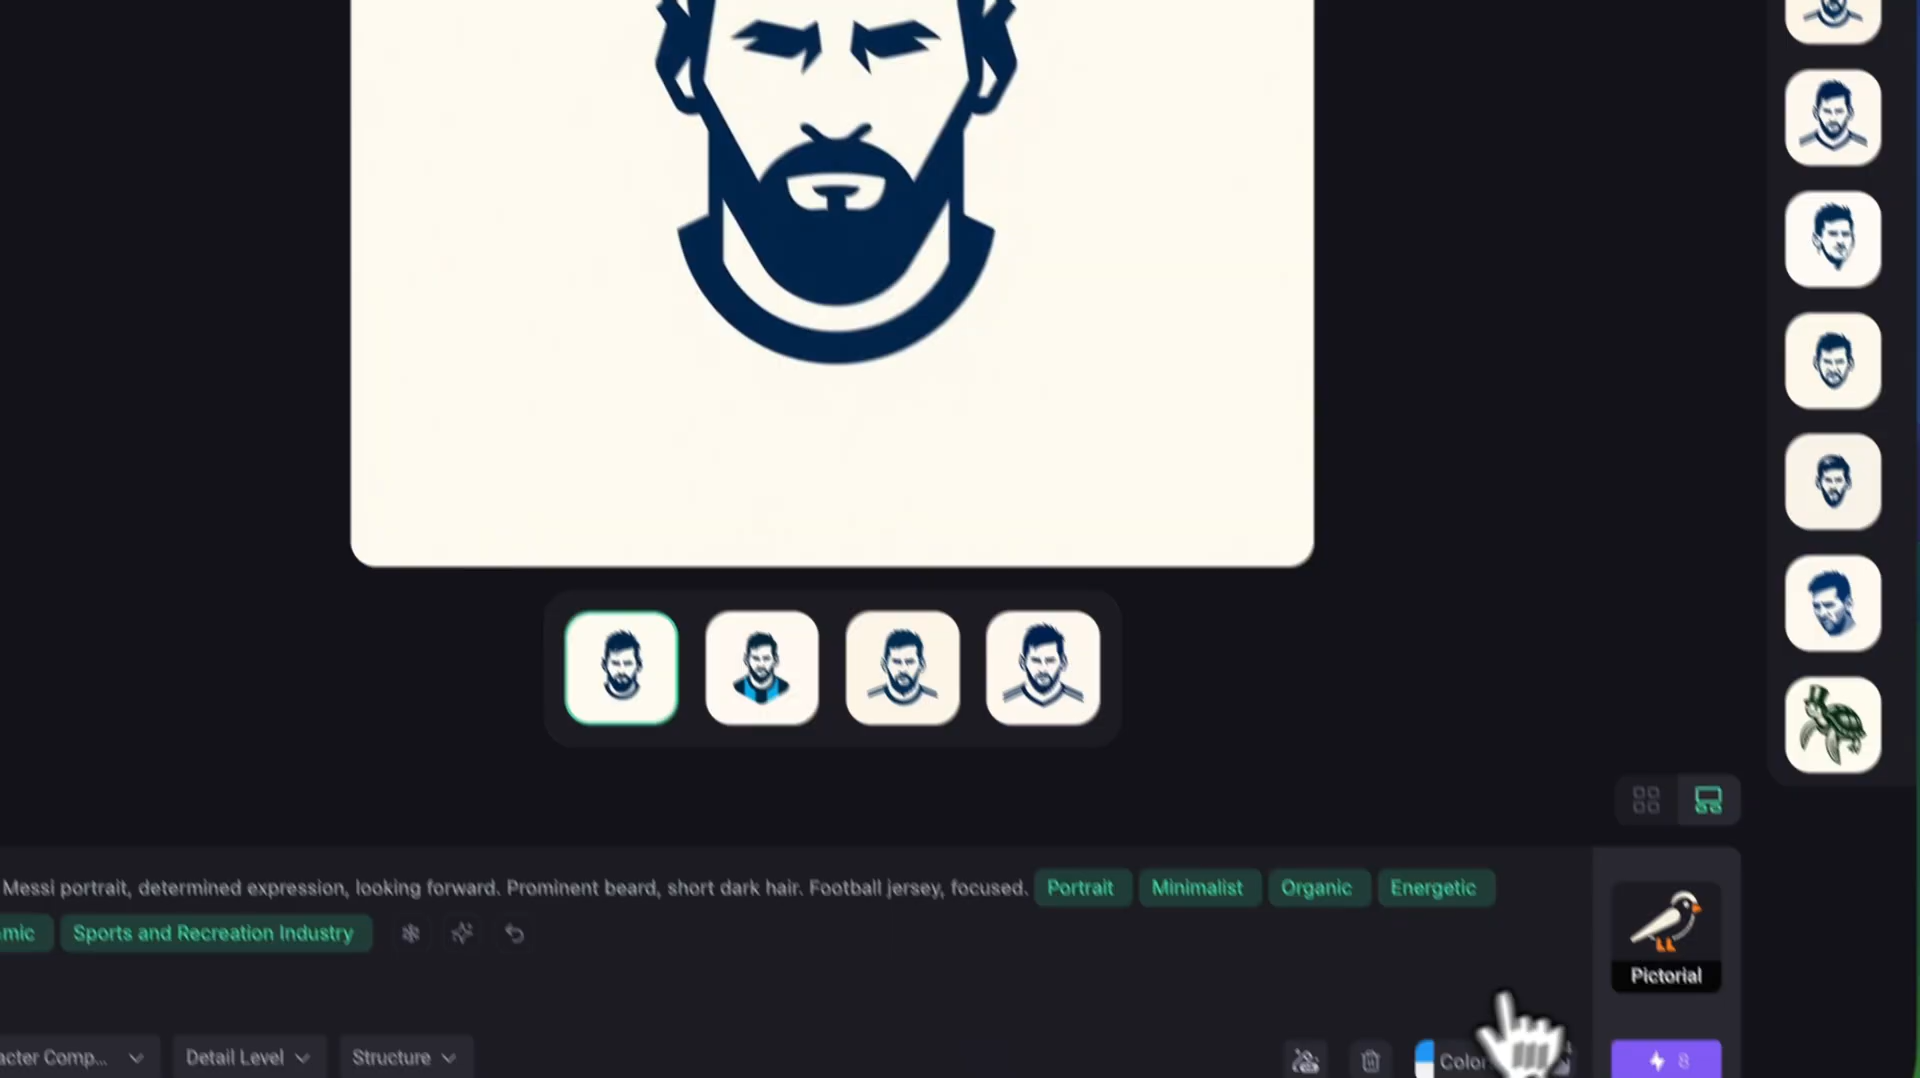 Messi portrait, determined expression, looking forward. Prominent beard, short dark hair. Football jersey, focused. Portrait Minimalist Organic Energetic
mic Sports and Recreation Industry
Pictorial
acter Comp... Detail Level Structure Color 8